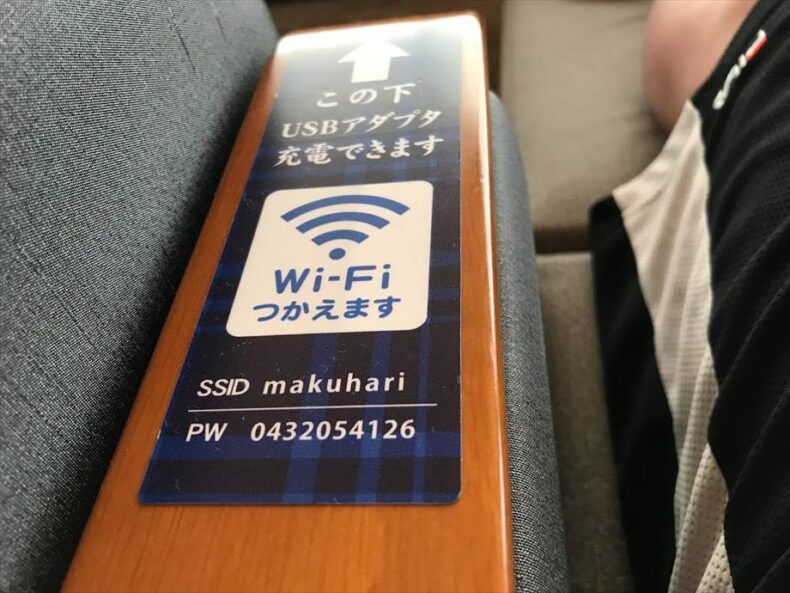 この下
USBアダプタ
充電できます
Wi-Fi
つかえます
SSID makuhari
PW 0432054126